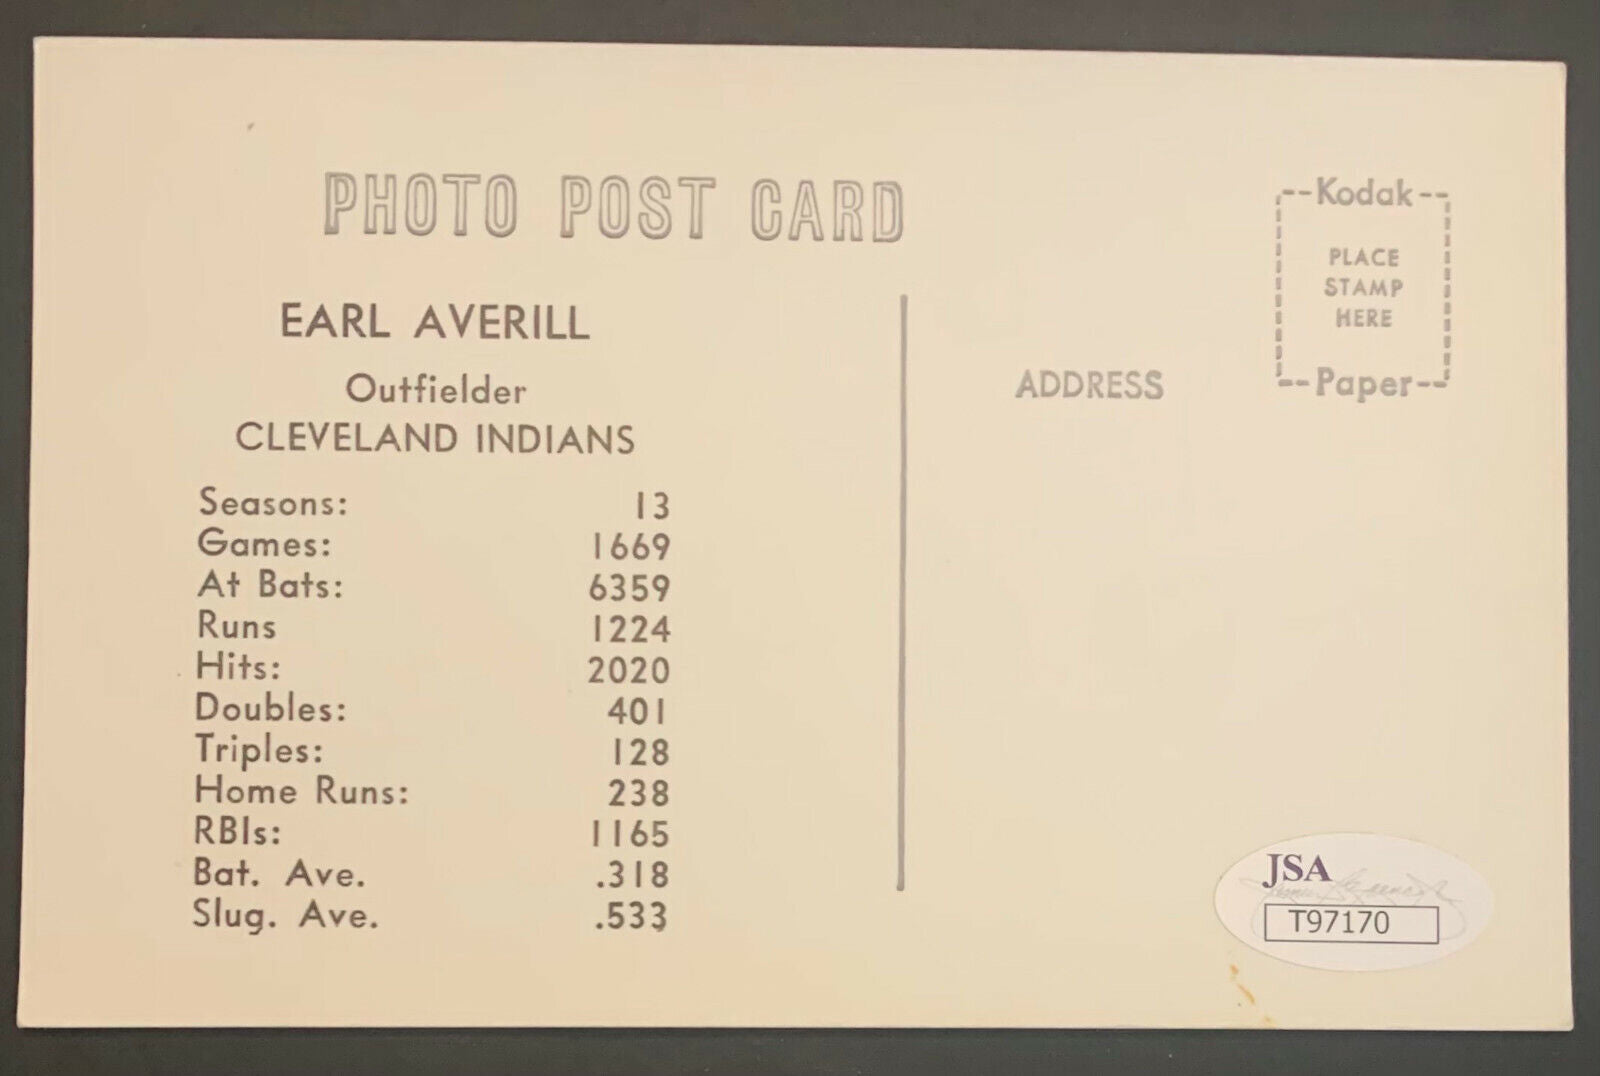 PHOTO POST CARD
EARL AVERILL
Outfielder
CLEVELAND INDIANS
Seasons: 13
Games: 1669
At Bats: 6359
Runs 1224
Hits: 2020
Doubles: 401
Triples: 128
Home Runs: 238
RBIs: 1165
Bat. Ave. .318
Slug. Ave. .533
--Kodak--
PLACE
STAMP
HERE
--Paper--
ADDRESS
JSA
T97170